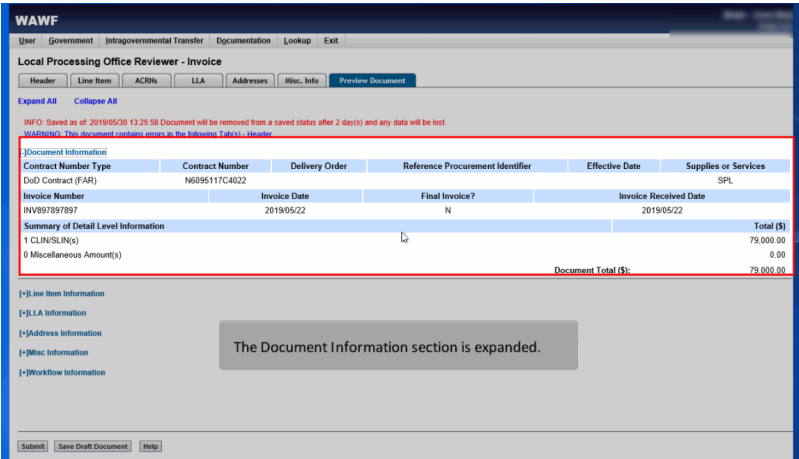 WAWF
User Government Intragovernmental Transfer Documentation Lookup Exit
Local Processing Office Reviewer - Invoice
Header Line Item ACRNs LLA Addresses Misc. Info Preview Document
Expand All Collapse All
INFO: Saved as of: 2019/05/30 13:25:58 Document will be removed from a saved status after 2 day(s) and any data will be lost.
WARNING: This document contains errors in the following Tab(s) - Header
[-]Document Information
Contract Number Type Contract Number Delivery Order Reference Procurement Identifier Effective Date Supplies or Services
DoD Contract (FAR) N6095117C4022 SPL
Invoice Number Invoice Date Final Invoice? Invoice Received Date
INV897897897 2019/05/22 N 2019/05/22
Summary of Detail Level Information Total ($)
1 CLIN/SLIN(s) 79,000.00
0 Miscellaneous Amount(s) 0.00
Document Total ($): 79,000.00
[+]Line Item Information
[+]LLA Information
[+]Address Information
[+]Misc Information
[+]Workflow Information
The Document Information section is expanded.
Submit Save Draft Document Help